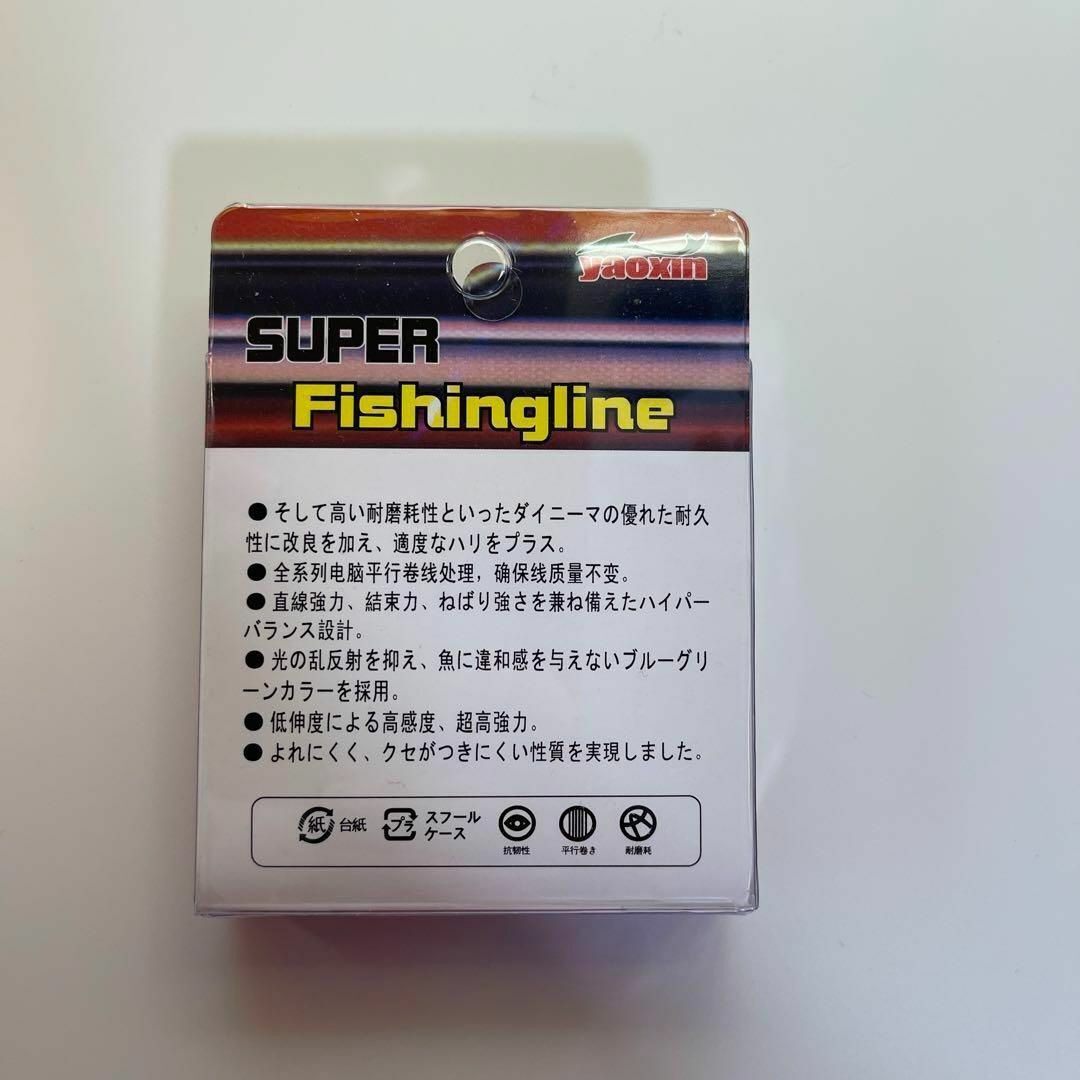 yaoxin
SUPER
Fishingline
● そして高い耐磨耗性といったダイニーマの優れた耐久
性に改良を加え、適度なハリをプラス。
● 全系列电脑平行卷线处理，确保线质量不变。
● 直線強力、結束力、ねばり強さを兼ね備えたハイパー
バランス設計。
● 光の乱反射を抑え、魚に違和感を与えないブルーグリ
ーンカラーを採用。
● 低伸度による高感度、超高強力。
● よれにくく、クセがつきにくい性質を実現しました。
紙 台紙 プラ スフール
ケース
抗韧性 平行巻き 耐磨耗